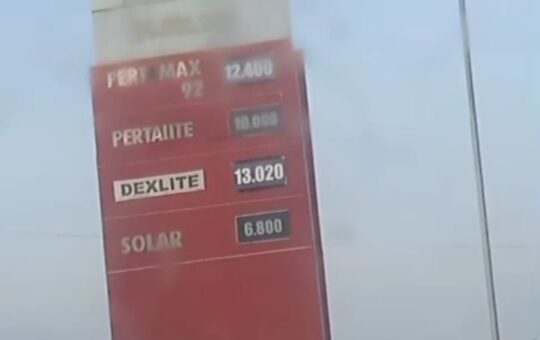 PERTAMAX 12.400
92
PERTALITE 10.000
DEXLITE 13.020
SOLAR 6.800